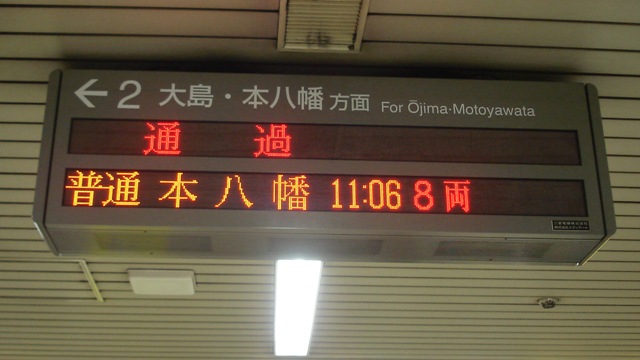 ← 2 大島・本八幡 方面 For Ōjima·Motoyawata
通過
普通 本八幡 11:06 8両